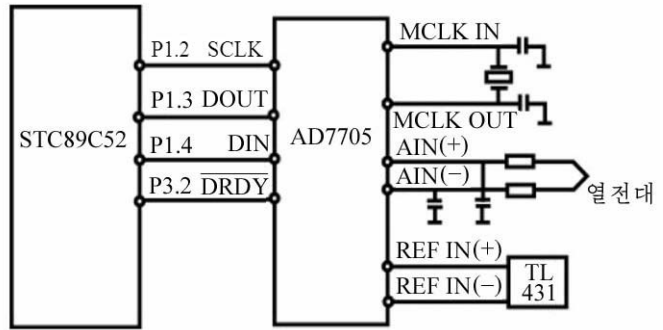 STC89C52
P1.2 SCLK
P1.3 DOUT
P1.4 DIN
P3.2 DRDY
AD7705
MCLK IN
MCLK OUT
AIN(+)
AIN(−)
열전대
REF IN(+)
REF IN(−)
TL
431